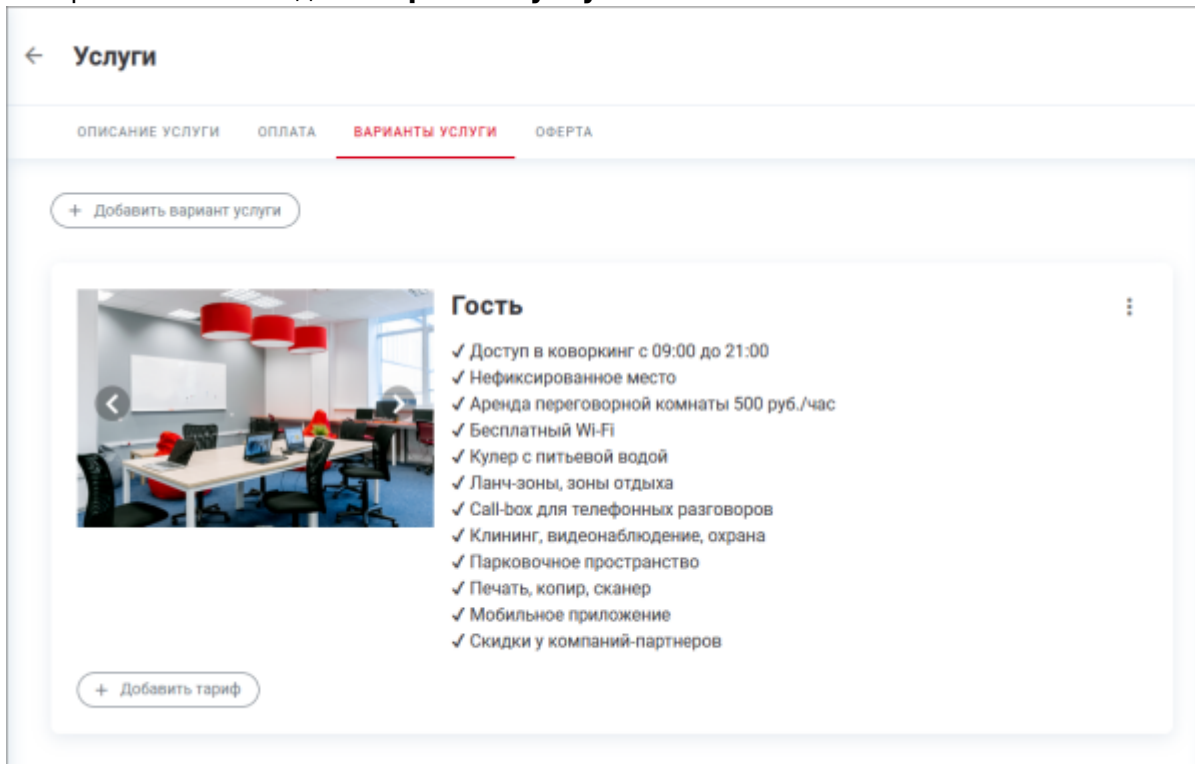 ← Услуги
ОПИСАНИЕ УСЛУГИ ОПЛАТА ВАРИАНТЫ УСЛУГИ ОФЕРТА
+ Добавить вариант услуги
Гость
✓ Доступ в коворкинг с 09:00 до 21:00
✓ Нефиксированное место
✓ Аренда переговорной комнаты 500 руб./час
✓ Бесплатный Wi-Fi
✓ Кулер с питьевой водой
✓ Ланч-зоны, зоны отдыха
✓ Call-box для телефонных разговоров
✓ Клининг, видеонаблюдение, охрана
✓ Парковочное пространство
✓ Печать, копир, сканер
✓ Мобильное приложение
✓ Скидки у компаний-партнеров
+ Добавить тариф